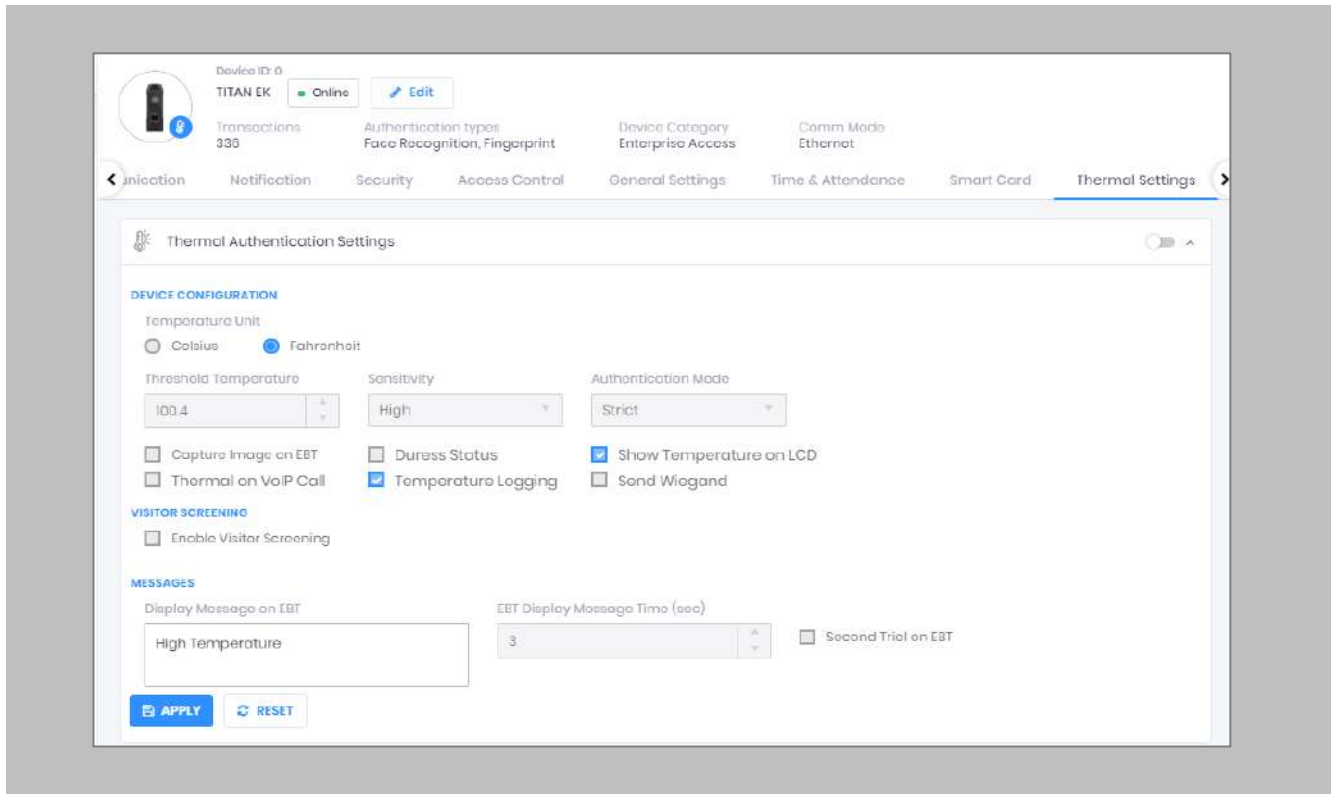 Device ID: 0
TITAN EK Online Edit
Transactions Authentication types Device Category Comm Mode
336 Face Recognition, Fingerprint Enterprise Access Ethernet
unication Notification Security Access Control General Settings Time & Attendance Smart Card Thermal Settings
Thermal Authentication Settings
DEVICE CONFIGURATION
Temperature Unit
Celsius Fahrenheit
Threshold Temperature Sensitivity Authentication Mode
100.4 High Strict
Capture Image on EBT Duress Status Show Temperature on LCD
Thermal on VoIP Call Temperature Logging Send Wiegand
VISITOR SCREENING
Enable Visitor Screening
MESSAGES
Display Message on EBT EBT Display Message Time (sec)
High Temperature 3 Second Trial on EBT
APPLY RESET